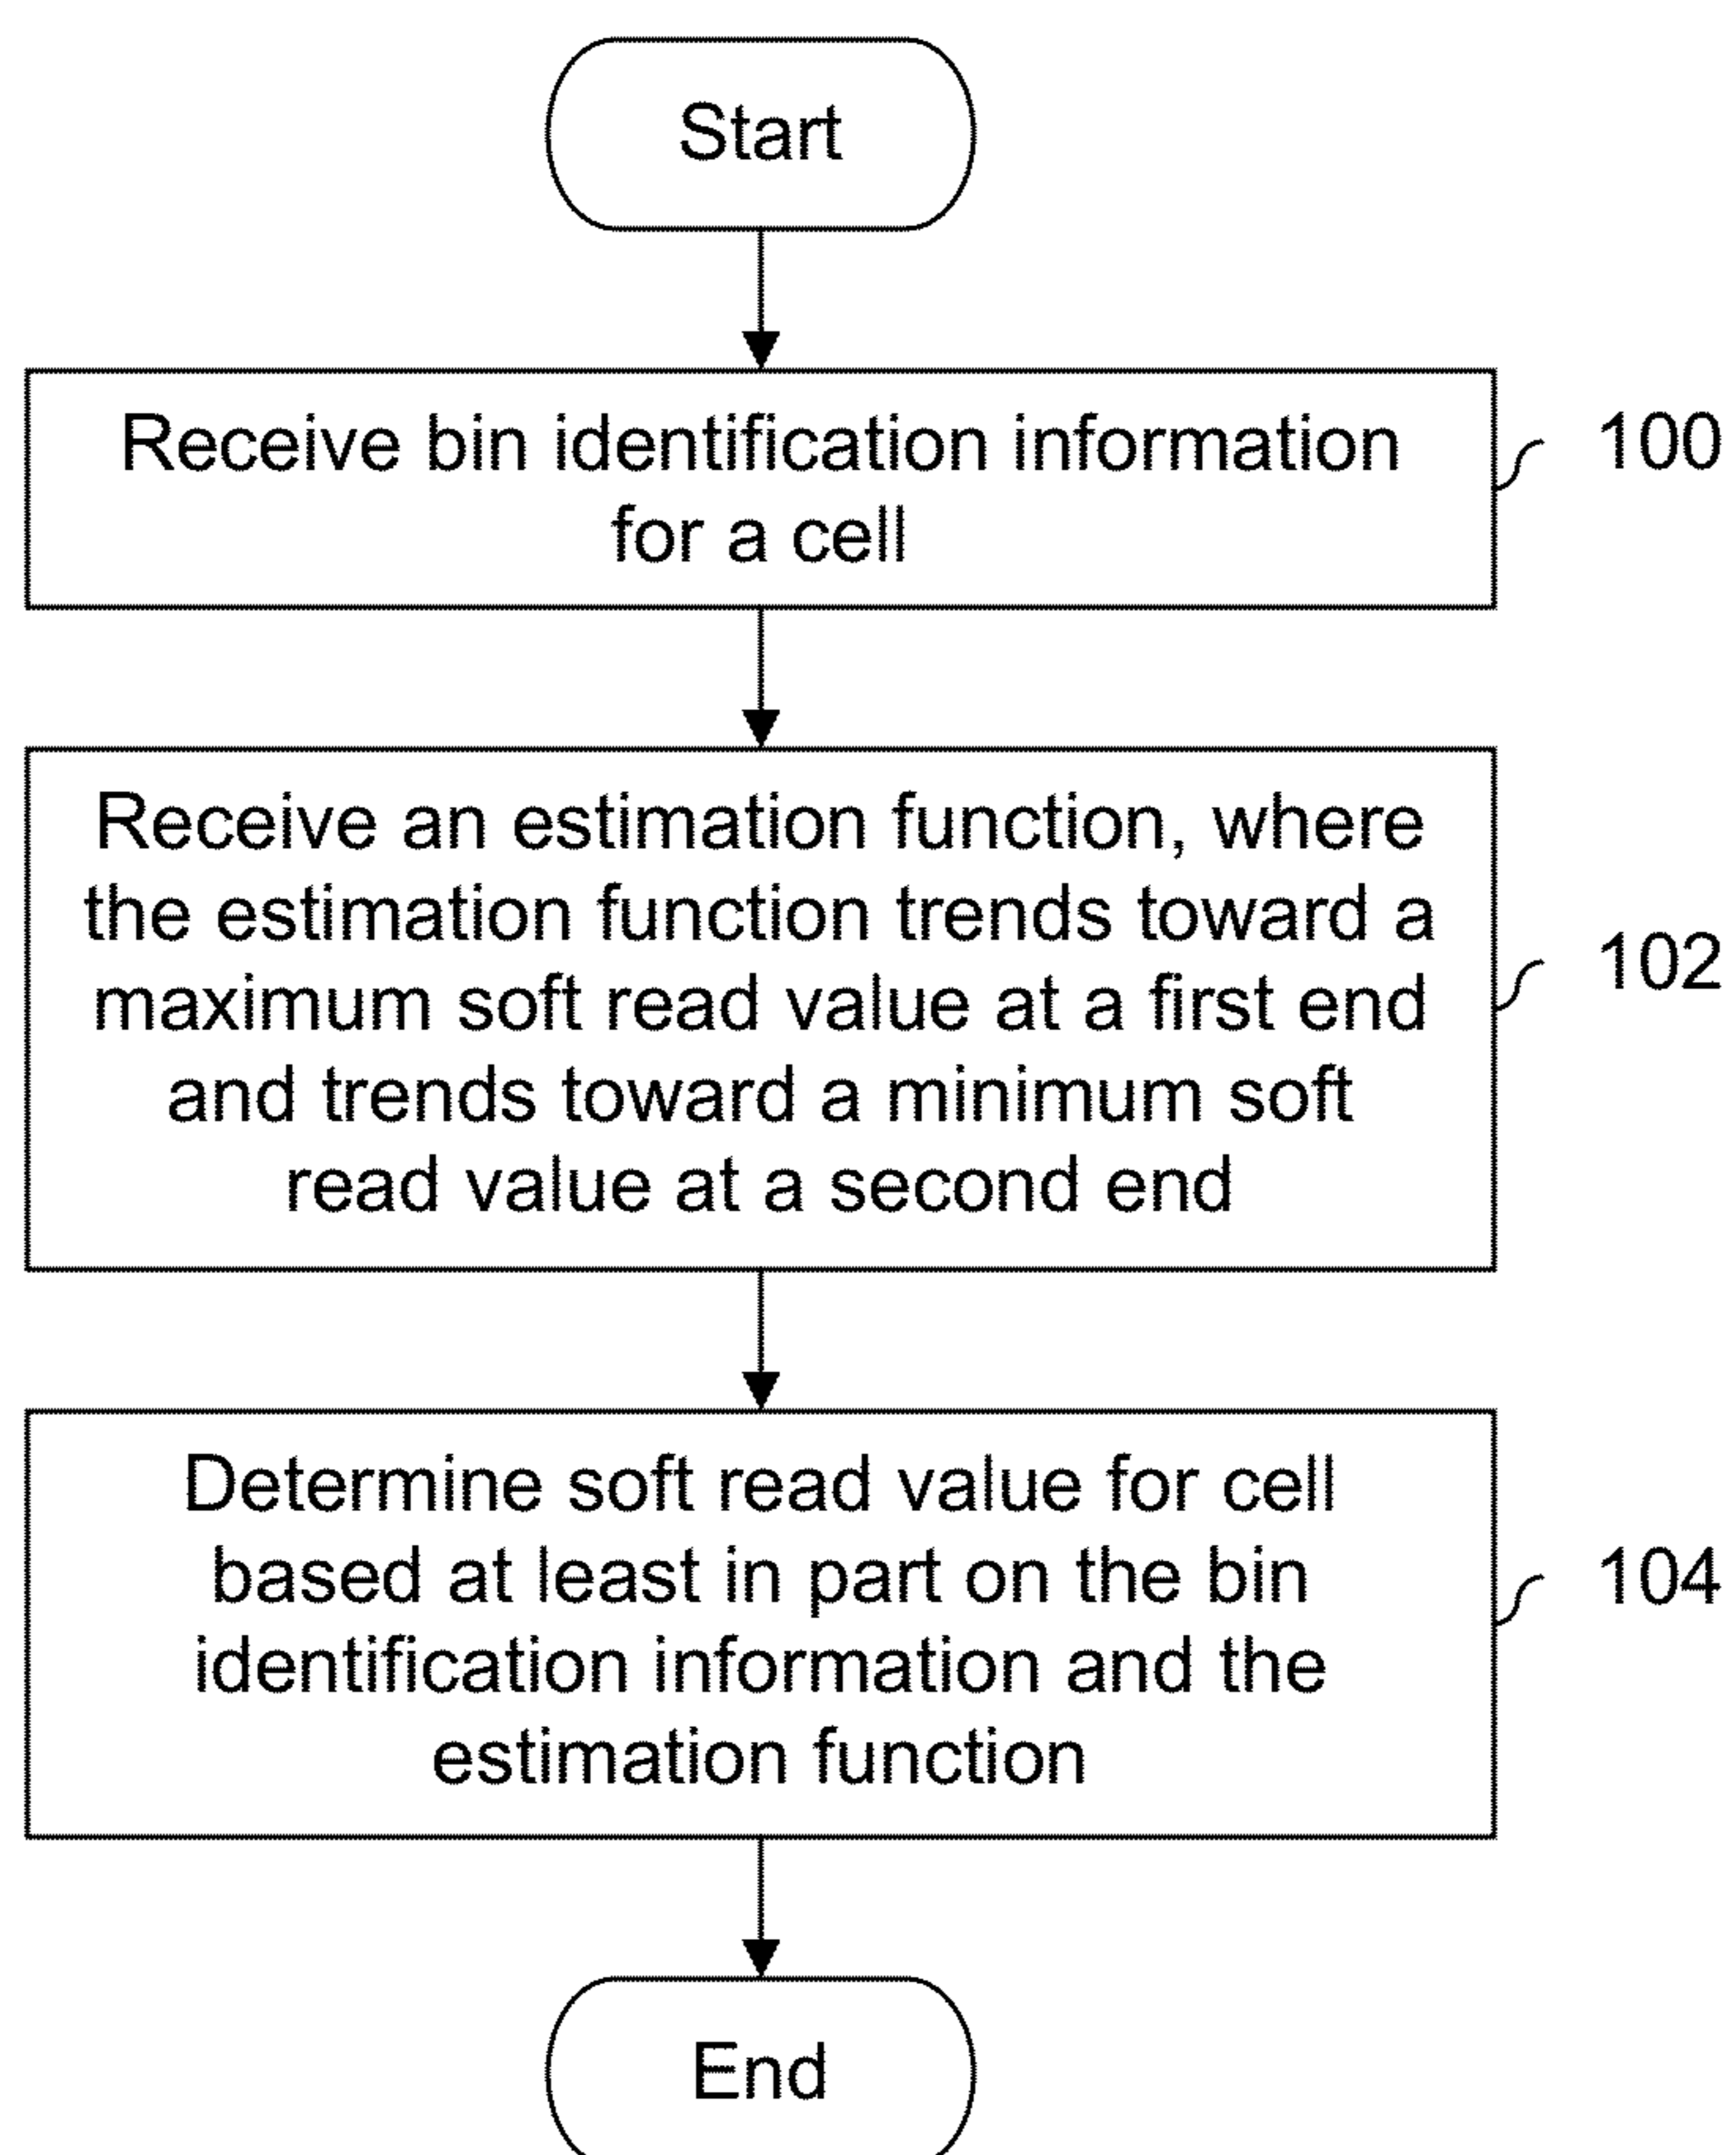 Start
Receive bin identification information
for a cell
100
Receive an estimation function, where
the estimation function trends toward a
maximum soft read value at a first end
and trends toward a minimum soft
read value at a second end
102
Determine soft read value for cell
based at least in part on the bin
identification information and the
estimation function
104
End